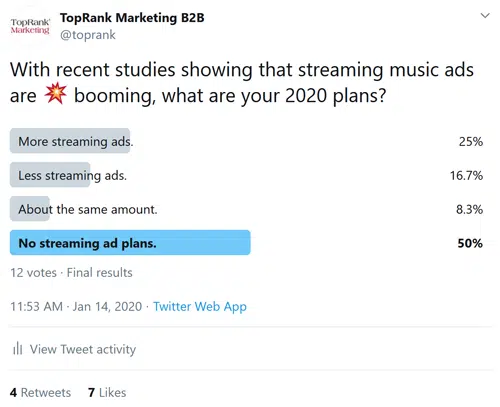 TopRank
Marketing
TopRank Marketing B2B
@toprank
With recent studies showing that streaming music ads
are 💥 booming, what are your 2020 plans?
More streaming ads. 25%
Less streaming ads. 16.7%
About the same amount. 8.3%
No streaming ad plans. 50%
12 votes · Final results
11:53 AM · Jan 14, 2020 · Twitter Web App
View Tweet activity
4 Retweets 7 Likes